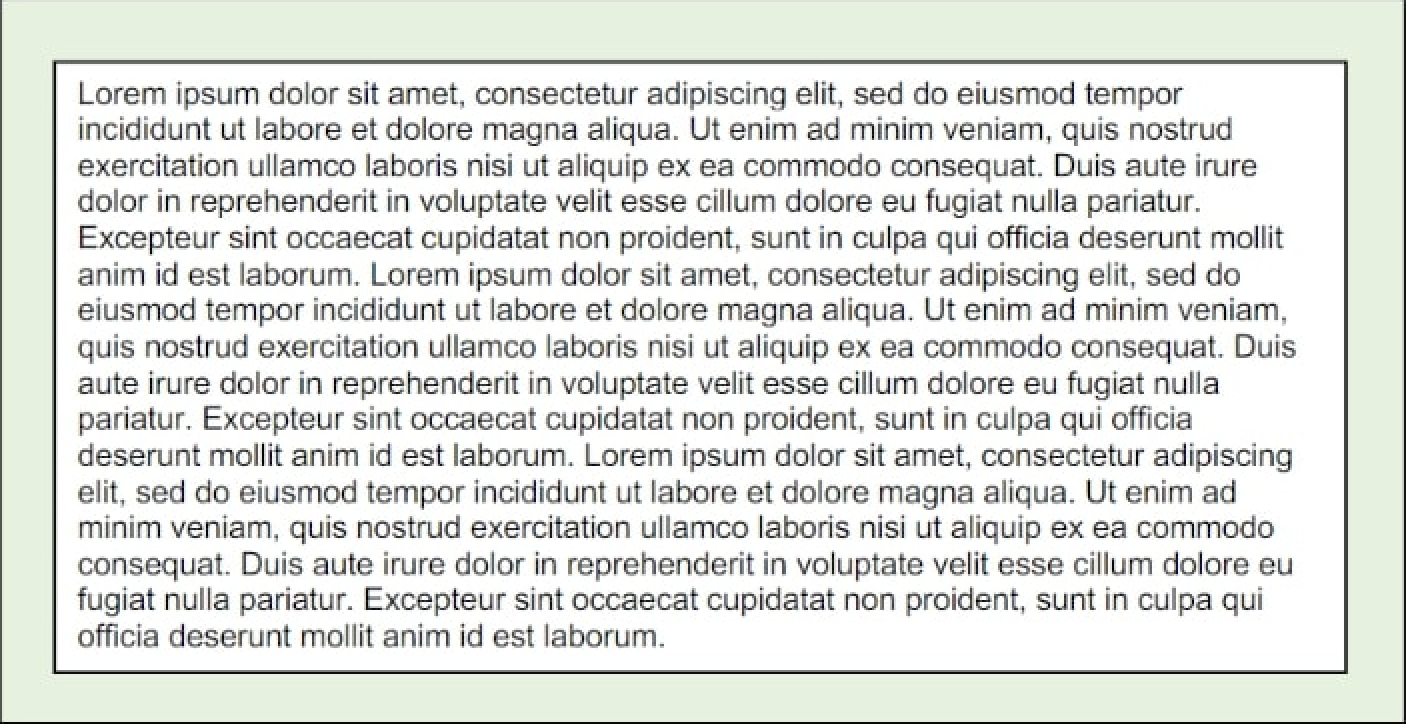 Lorem ipsum dolor sit amet, consectetur adipiscing elit, sed do eiusmod tempor
incididunt ut labore et dolore magna aliqua. Ut enim ad minim veniam, quis nostrud
exercitation ullamco laboris nisi ut aliquip ex ea commodo consequat. Duis aute irure
dolor in reprehenderit in voluptate velit esse cillum dolore eu fugiat nulla pariatur.
Excepteur sint occaecat cupidatat non proident, sunt in culpa qui officia deserunt mollit
anim id est laborum. Lorem ipsum dolor sit amet, consectetur adipiscing elit, sed do
eiusmod tempor incididunt ut labore et dolore magna aliqua. Ut enim ad minim veniam,
quis nostrud exercitation ullamco laboris nisi ut aliquip ex ea commodo consequat. Duis
aute irure dolor in reprehenderit in voluptate velit esse cillum dolore eu fugiat nulla
pariatur. Excepteur sint occaecat cupidatat non proident, sunt in culpa qui officia
deserunt mollit anim id est laborum. Lorem ipsum dolor sit amet, consectetur adipiscing
elit, sed do eiusmod tempor incididunt ut labore et dolore magna aliqua. Ut enim ad
minim veniam, quis nostrud exercitation ullamco laboris nisi ut aliquip ex ea commodo
consequat. Duis aute irure dolor in reprehenderit in voluptate velit esse cillum dolore eu
fugiat nulla pariatur. Excepteur sint occaecat cupidatat non proident, sunt in culpa qui
officia deserunt mollit anim id est laborum.